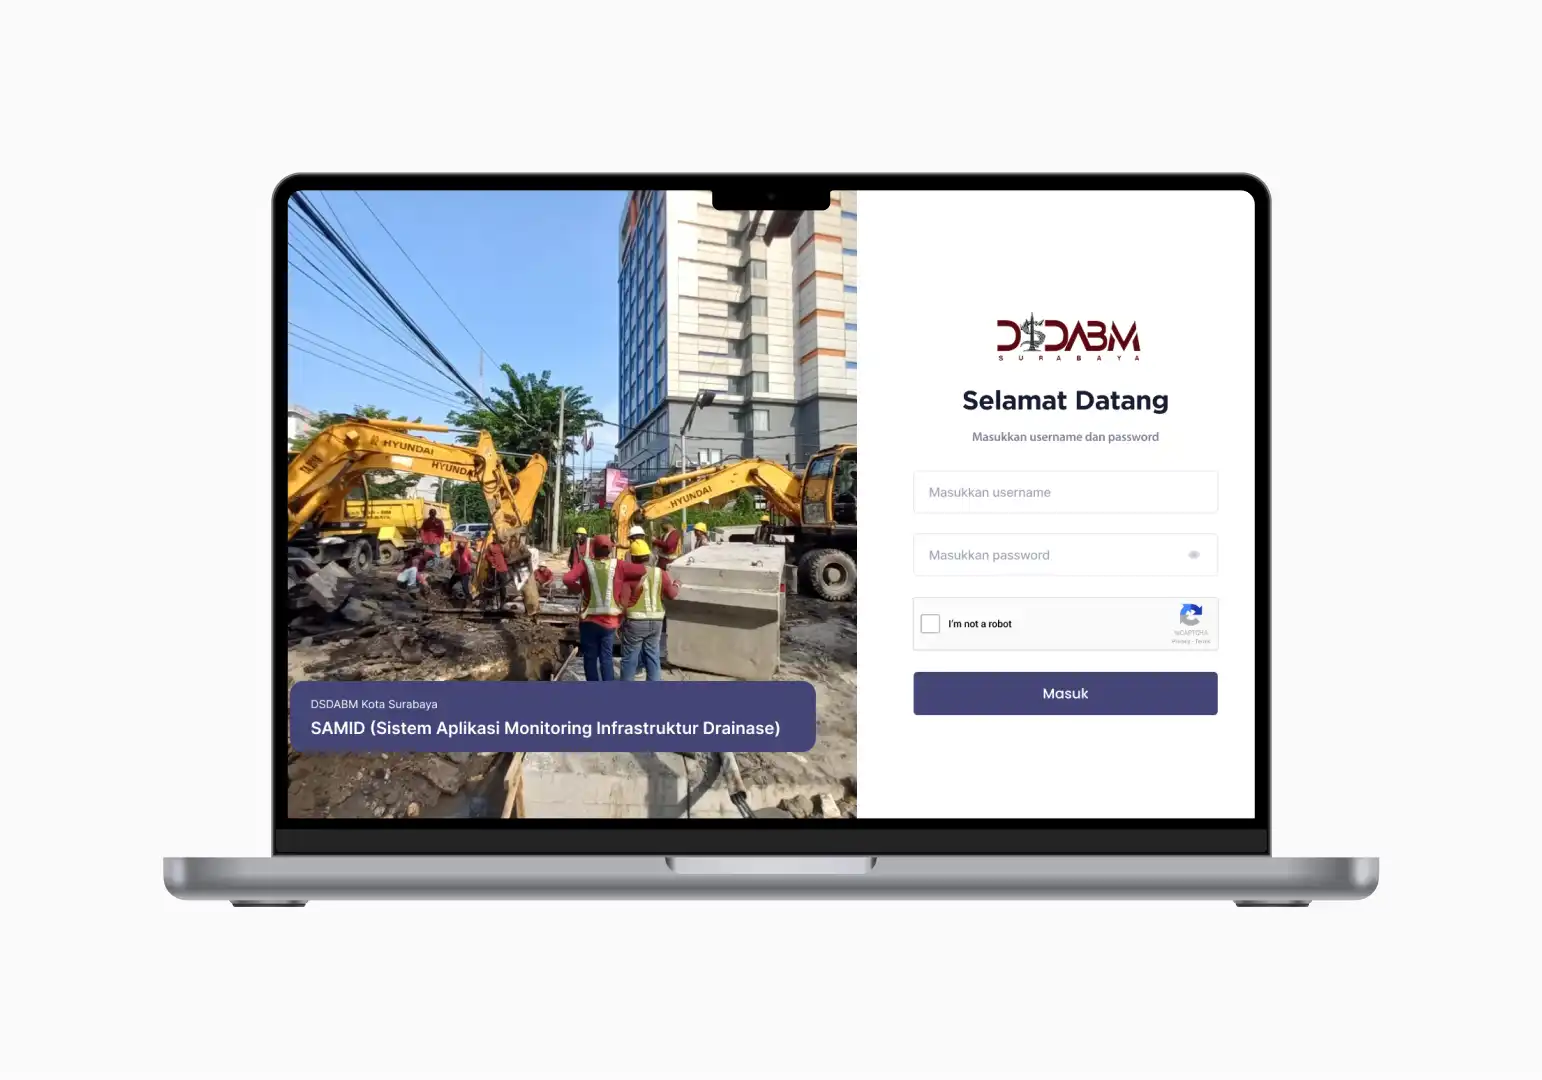 HYUNDAI
HYUNDAI
HYUNDAI
DSDABM Kota Surabaya
SAMID (Sistem Aplikasi Monitoring Infrastruktur Drainase)
DSDABM
SURABAYA
Selamat Datang
Masukkan username dan password
Masukkan username
Masukkan password
I'm not a robot
reCAPTCHA
Privacy - Terms
Masuk